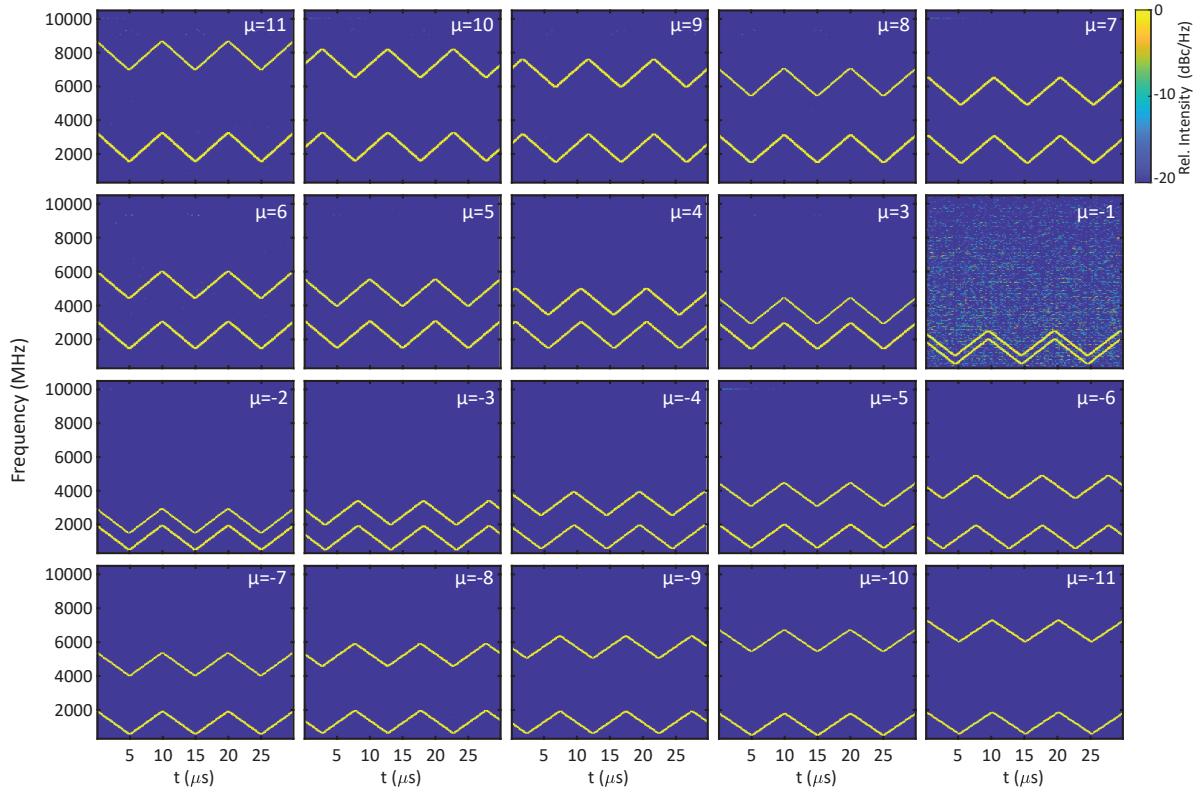 10000
8000
6000
4000
2000
μ=11
μ=10
μ=9
μ=8
μ=7
0
-10
-20
Rel. Intensity (dBc/Hz)
10000
8000
6000
4000
2000
μ=6
μ=5
μ=4
μ=3
μ=-1
Frequency (MHz)
10000
8000
6000
4000
2000
μ=-2
μ=-3
μ=-4
μ=-5
μ=-6
10000
8000
6000
4000
2000
μ=-7
μ=-8
μ=-9
μ=-10
μ=-11
5 10 15 20 25
5 10 15 20 25
5 10 15 20 25
5 10 15 20 25
5 10 15 20 25
t (μs)
t (μs)
t (μs)
t (μs)
t (μs)